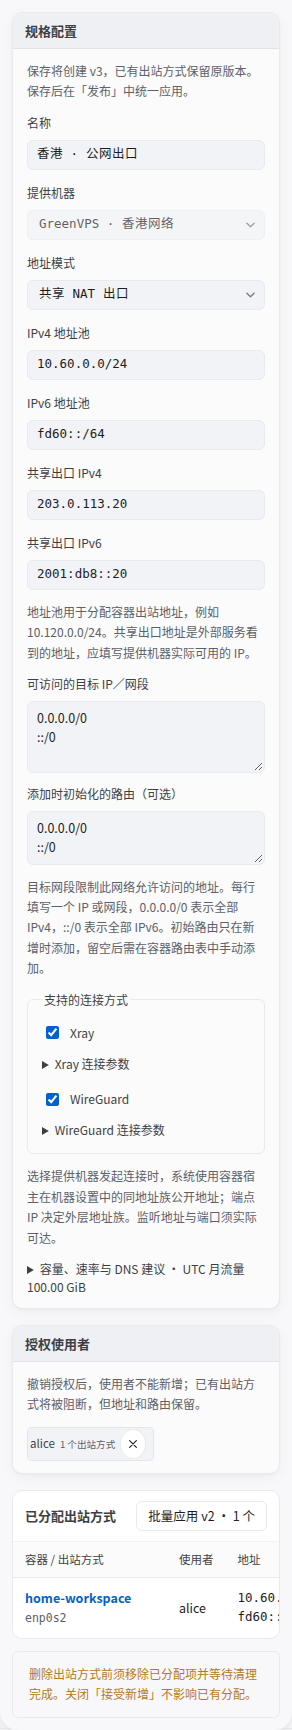 规格配置
保存将创建 v3，已有出站方式保留原版本。
保存后在「发布」中统一应用。
名称
香港 · 公网出口
提供机器
GreenVPS · 香港网络
地址模式
共享 NAT 出口
IPv4 地址池
10.60.0.0/24
IPv6 地址池
fd60::/64
共享出口 IPv4
203.0.113.20
共享出口 IPv6
2001:db8::20
地址池用于分配容器出站地址，例如
10.120.0.0/24。共享出口地址是外部服务看
到的地址，应填写提供机器实际可用的 IP。
可访问的目标 IP／网段
0.0.0.0/0
::/0
添加时初始化的路由（可选）
0.0.0.0/0
::/0
目标网段限制此网络允许访问的地址。每行
填写一个 IP 或网段，0.0.0.0/0 表示全部
IPv4，::/0 表示全部 IPv6。初始路由只在新
增时添加，留空后需在容器路由表中手动添
加。
支持的连接方式
Xray
Xray 连接参数
WireGuard
WireGuard 连接参数
选择提供机器发起连接时，系统使用容器宿
主在机器设置中的同地址族公开地址；端点
IP 决定外层地址族。监听地址与端口须实际
可达。
容量、速率与 DNS 建议 · UTC 月流量
100.00 GiB
授权使用者
撤销授权后，使用者不能新增；已有出站方
式将被阻断，但地址和路由保留。
alice 1 个出站方式
已分配出站方式 批量应用 v2 · 1 个
容器 / 出站方式 使用者 地址
home-workspace alice 10.60.
enp0s2 fd60::
删除出站方式前须移除已分配项并等待清理
完成。关闭「接受新增」不影响已有分配。